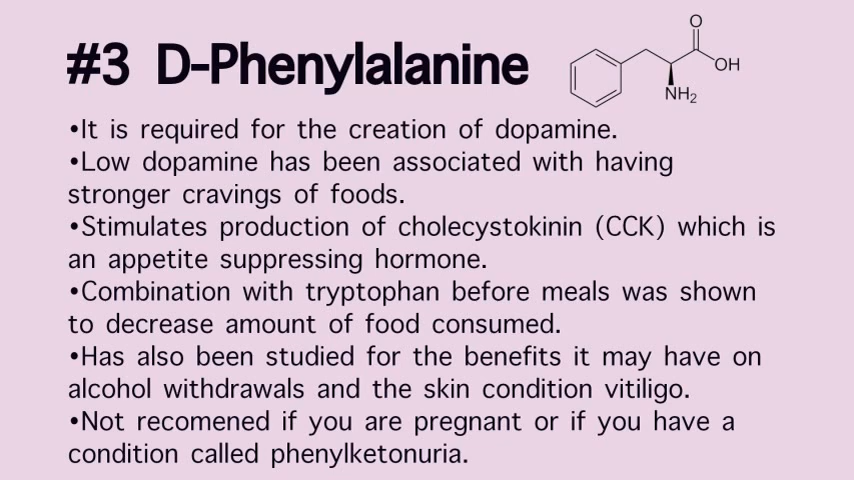 #3 D-Phenylalanine
O
OH
NH2
•It is required for the creation of dopamine.
•Low dopamine has been associated with having
stronger cravings of foods.
•Stimulates production of cholecystokinin (CCK) which is
an appetite suppressing hormone.
•Combination with tryptophan before meals was shown
to decrease amount of food consumed.
•Has also been studied for the benefits it may have on
alcohol withdrawals and the skin condition vitiligo.
•Not recomened if you are pregnant or if you have a
condition called phenylketonuria.